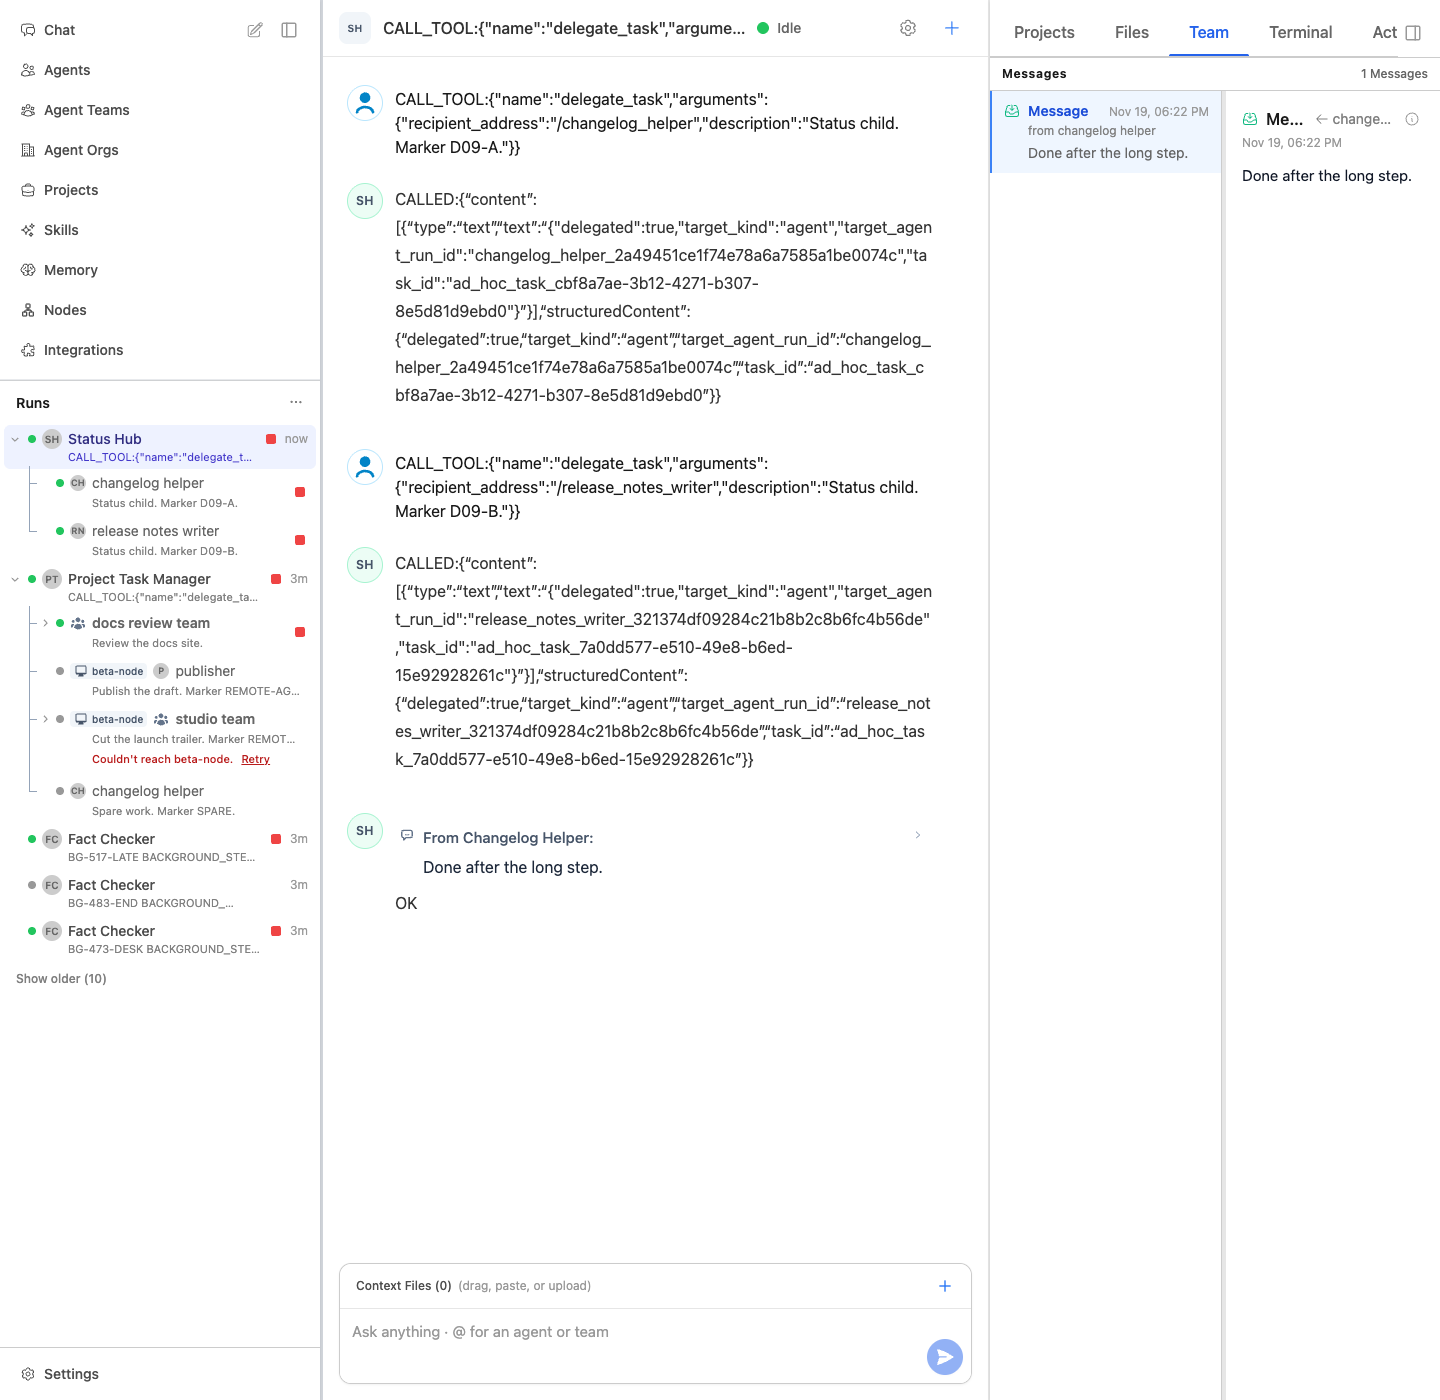 Chat
Agents
Agent Teams
Agent Orgs
Projects
Skills
Memory
Nodes
Integrations
Runs
SH Status Hub now
CALL_TOOL:{"name":"delegate_t...
CH changelog helper
Status child. Marker D09-A.
RN release notes writer
Status child. Marker D09-B.
PT Project Task Manager 3m
CALL_TOOL:{"name":"delegate_ta...
docs review team
Review the docs site.
beta-node P publisher
Publish the draft. Marker REMOTE-AG...
beta-node studio team
Cut the launch trailer. Marker REMOT...
Couldn't reach beta-node. Retry
CH changelog helper
Spare work. Marker SPARE.
FC Fact Checker 3m
BG-517-LATE BACKGROUND_STE...
FC Fact Checker 3m
BG-483-END BACKGROUND_...
FC Fact Checker 3m
BG-473-DESK BACKGROUND_STE...
Show older (10)
Settings
SH CALL_TOOL:{"name":"delegate_task","argume... Idle
CALL_TOOL:{"name":"delegate_task","arguments":
{"recipient_address":"/changelog_helper","description":"Status child.
Marker D09-A."}}
SH
CALLED:{“content”:
[{“type”:“text”,“text”:“{"delegated":true,"target_kind":"agent","target_agen
t_run_id":"changelog_helper_2a49451ce1f74e78a6a7585a1be0074c","ta
sk_id":"ad_hoc_task_cbf8a7ae-3b12-4271-b307-
8e5d81d9ebd0"}”}],“structuredContent”:
{“delegated”:true,“target_kind”:“agent”,“target_agent_run_id”:“changelog_
helper_2a49451ce1f74e78a6a7585a1be0074c”,“task_id”:“ad_hoc_task_c
bf8a7ae-3b12-4271-b307-8e5d81d9ebd0”}}
CALL_TOOL:{"name":"delegate_task","arguments":
{"recipient_address":"/release_notes_writer","description":"Status child.
Marker D09-B."}}
SH
CALLED:{“content”:
[{“type”:“text”,“text”:“{"delegated":true,"target_kind":"agent","target_agen
t_run_id":"release_notes_writer_321374df09284c21b8b2c8b6fc4b56de"
,"task_id":"ad_hoc_task_7a0dd577-e510-49e8-b6ed-
15e92928261c"}”}],“structuredContent”:
{“delegated”:true,“target_kind”:“agent”,“target_agent_run_id”:“release_not
es_writer_321374df09284c21b8b2c8b6fc4b56de”,“task_id”:“ad_hoc_tas
k_7a0dd577-e510-49e8-b6ed-15e92928261c”}}
SH
From Changelog Helper:
Done after the long step.
OK
Context Files (0) (drag, paste, or upload)
Ask anything · @ for an agent or team
Projects Files Team Terminal Act
Messages 1 Messages
Message Nov 19, 06:22 PM
from changelog helper
Done after the long step.
Me... ← change...
Nov 19, 06:22 PM
Done after the long step.